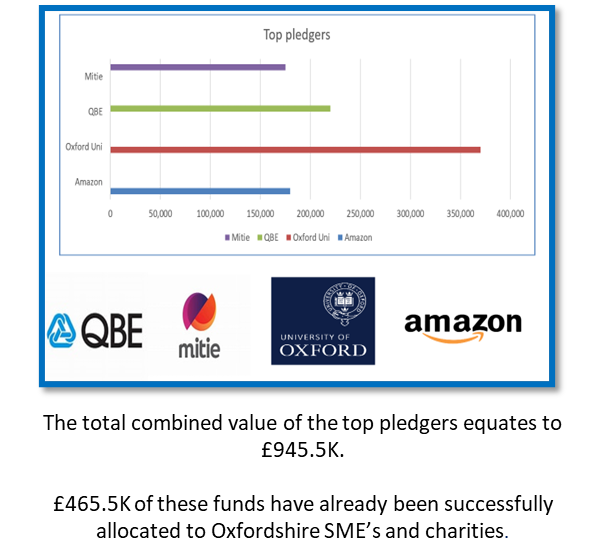 Top pledgers
Mitie
QBE
Oxford Uni
Amazon
0 50,000 100,000 150,000 200,000 250,000 300,000 350,000 400,000
Mitie QBE Oxford Uni Amazon
QBE
mitie
UNIVERSITY OF
OXFORD
amazon
The total combined value of the top pledgers equates to
£945.5K.
£465.5K of these funds have already been successfully
allocated to Oxfordshire SME’s and charities.